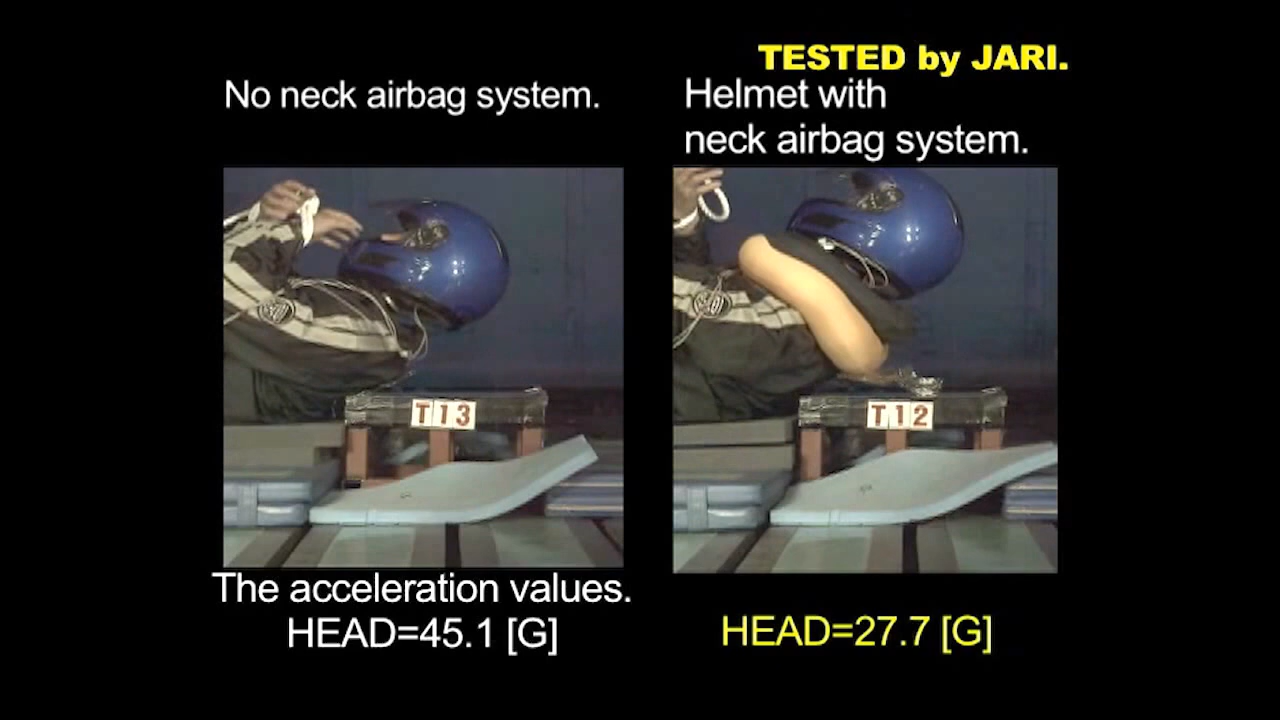 TESTED by JARI.
No neck airbag system.
Helmet with
neck airbag system.
T13
T12
The acceleration values.
HEAD=45.1 [G]
HEAD=27.7 [G]